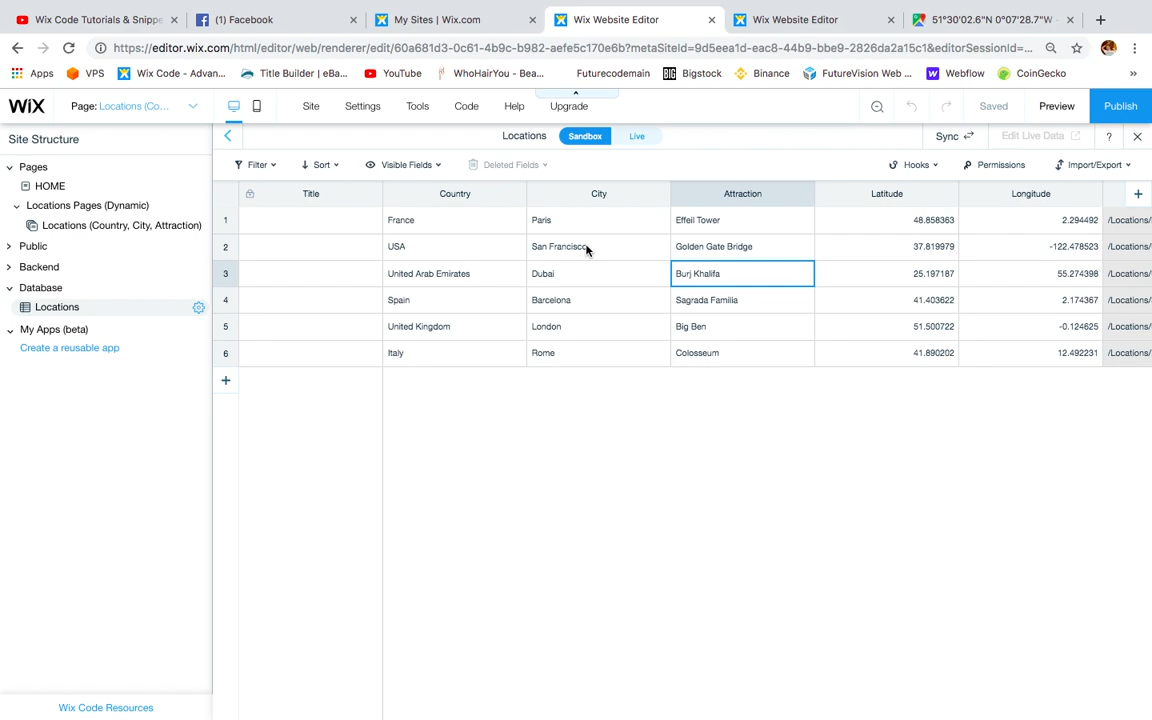 Wix Code Tutorials & Snippe
(1) Facebook
My Sites | Wix.com
Wix Website Editor
Wix Website Editor
51°30'02.6"N 0°07'28.7"W -
https://editor.wix.com/html/editor/web/renderer/edit/60a681d3-0c61-4b9c-b982-aefe5c170e6b?metaSiteId=9d5eea1d-eac8-44b9-bbe9-2826da2a15c1&editorSessionId=...
Apps
VPS
Wix Code - Advan...
Title Builder | eBa...
YouTube
WhoHairYou - Bea...
Futurecodemain
Bigstock
Binance
FutureVision Web ...
Webflow
CoinGecko
»
WiX
Page: Locations (Co...
Site
Settings
Tools
Code
Help
Upgrade
Saved
Preview
Publish
Site Structure
Locations
Sandbox
Live
Sync
Edit Live Data
?
Filter
Sort
Visible Fields
Deleted Fields
Hooks
Permissions
Import/Export
Pages
HOME
Locations Pages (Dynamic)
Locations (Country, City, Attraction)
Public
Backend
Database
Locations
My Apps (beta)
Create a reusable app
Wix Code Resources
Title Country City Attraction Latitude Longitude
1 France Paris Effeil Tower 48.858363 2.294492 /Locations/
2 USA San Francisco Golden Gate Bridge 37.819979 -122.478523 /Locations/
3 United Arab Emirates Dubai Burj Khalifa 25.197187 55.274398 /Locations/
4 Spain Barcelona Sagrada Familia 41.403622 2.174367 /Locations/
5 United Kingdom London Big Ben 51.500722 -0.124625 /Locations/
6 Italy Rome Colosseum 41.890202 12.492231 /Locations/